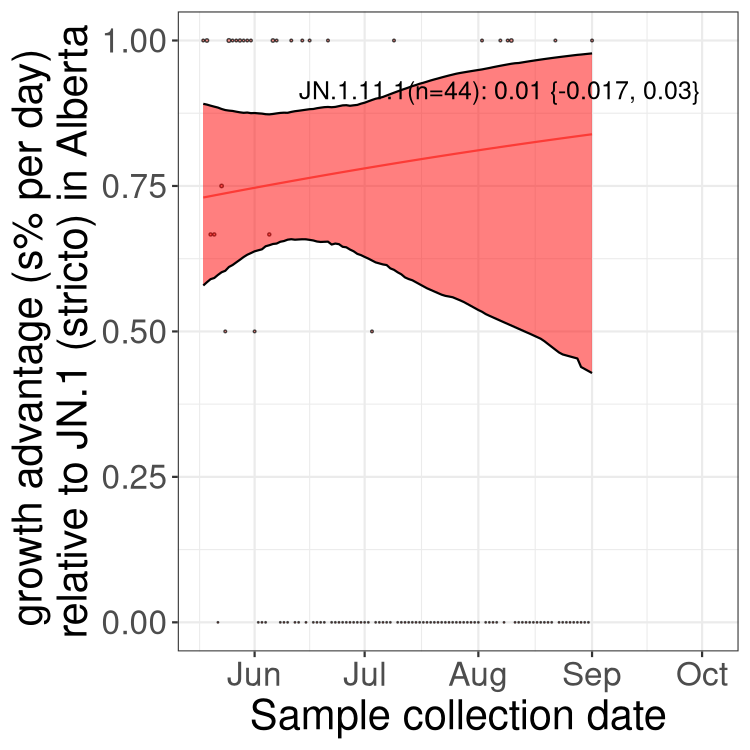 growth advantage (s% per day)
relative to JN.1 (stricto) in Alberta
1.00
0.75
0.50
0.25
0.00
JN.1.11.1(n=44): 0.01 {-0.017, 0.03}
Jun Jul Aug Sep Oct
Sample collection date